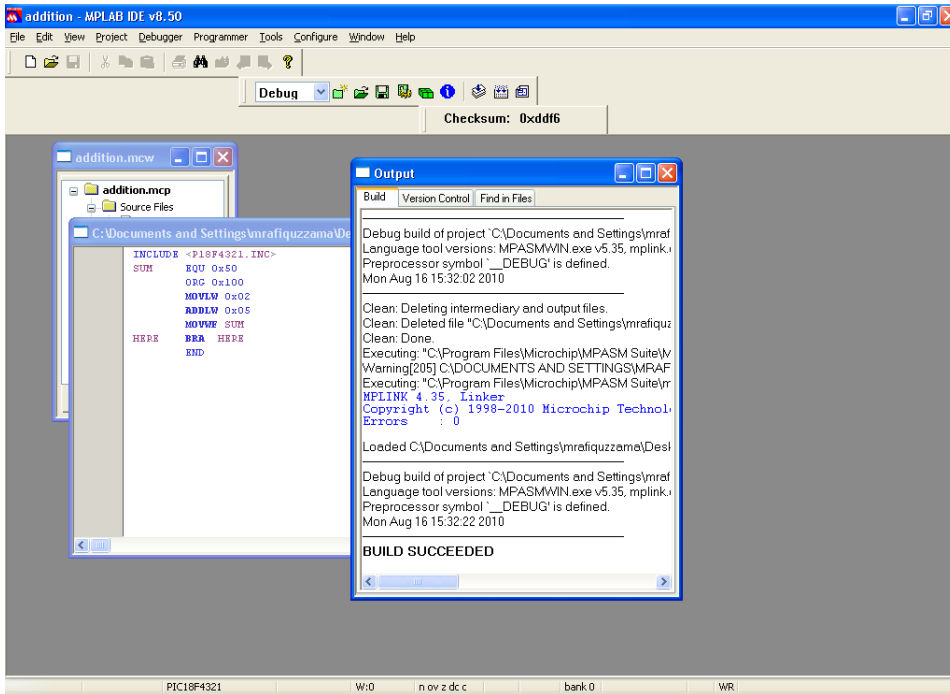 addition - MPLAB IDE v8.50
File Edit View Project Debugger Programmer Tools Configure Window Help
Debug
Checksum: 0xddf6
addition.mcw
addition.mcp
Source Files
C:\Documents and Settings\mrafiquzzama\De
INCLUDE <P18F4321.INC>
SUM EQU 0x50
ORG 0x100
MOVLW 0x02
ADDLW 0x05
MOVWF SUM
HERE BRA HERE
END
Output
Build Version Control Find in Files
Debug build of project `C:\Documents and Settings\mraf
Language tool versions: MPASMWIN.exe v5.35, mplink.
Preprocessor symbol `__DEBUG' is defined.
Mon Aug 16 15:32:02 2010
Clean: Deleting intermediary and output files.
Clean: Deleted file "C:\Documents and Settings\mrafiquz
Clean: Done.
Executing: "C:\Program Files\Microchip\MPASM Suite\M
Warning[205] C:\DOCUMENTS AND SETTINGS\MRAF
Executing: "C:\Program Files\Microchip\MPASM Suite\m
MPLINK 4.35, Linker
Copyright (c) 1998-2010 Microchip Technol
Errors : 0
Loaded C:\Documents and Settings\mrafiquzzama\Desk
Debug build of project `C:\Documents and Settings\mraf
Language tool versions: MPASMWIN.exe v5.35, mplink.
Preprocessor symbol `__DEBUG' is defined.
Mon Aug 16 15:32:22 2010
BUILD SUCCEEDED
PIC18F4321 W:0 n ov z dc c bank 0 WR